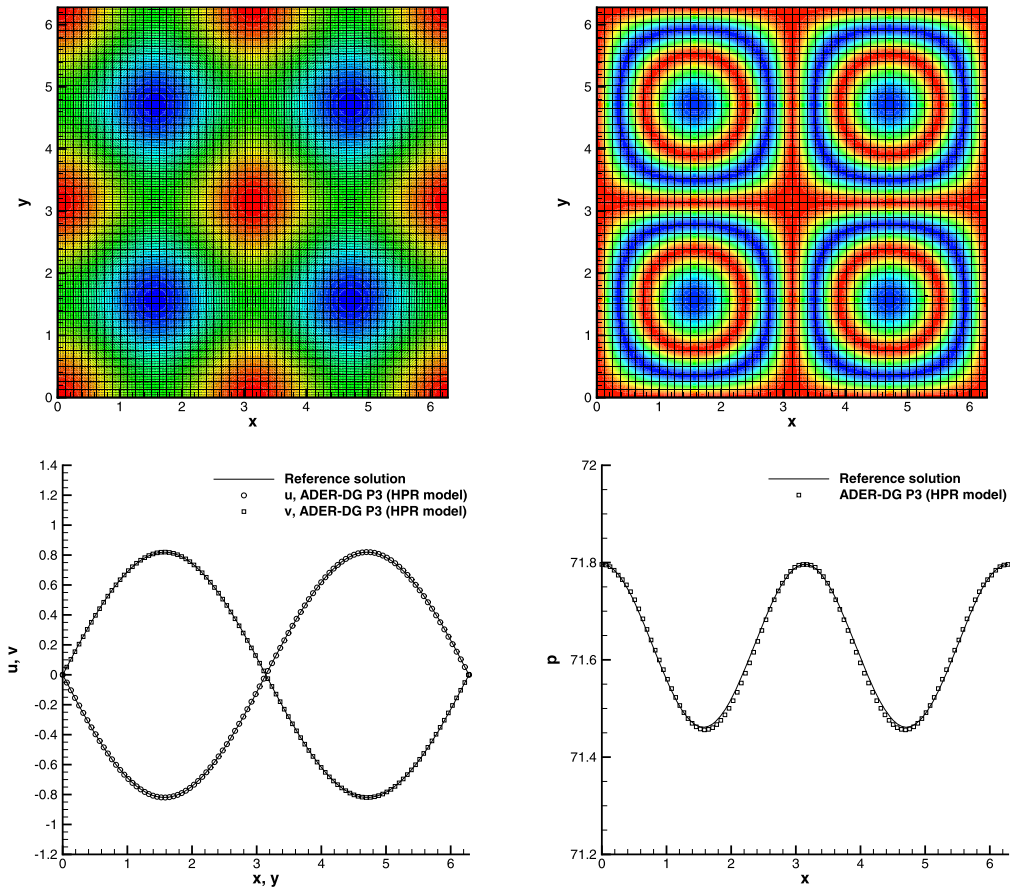 6
5
4
3
2
1
0
y
0 1 2 3 4 5 6
x
6
5
4
3
2
1
0
y
0 1 2 3 4 5 6
x
1.4
1.2
1
0.8
0.6
0.4
0.2
0
-0.2
-0.4
-0.6
-0.8
-1
-1.2
u, v
Reference solution
u, ADER-DG P3 (HPR model)
v, ADER-DG P3 (HPR model)
0 1 2 3 4 5 6
x, y
72
71.8
71.6
71.4
71.2
p
Reference solution
ADER-DG P3 (HPR model)
0 1 2 3 4 5 6
x